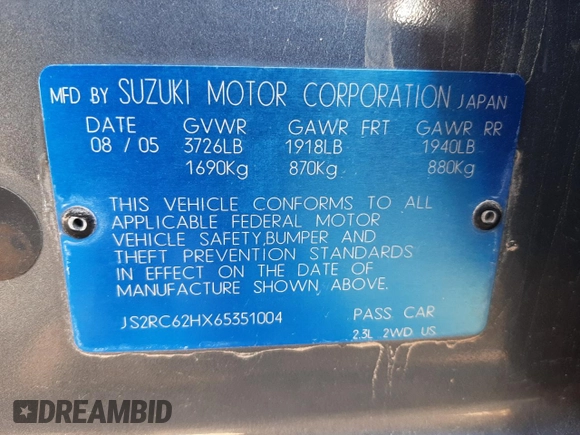 MFD BY SUZUKI MOTOR CORPORATION JAPAN
DATE GVWR GAWR FRT GAWR RR
08 / 05 3726LB 1918LB 1940LB
1690Kg 870Kg 880Kg
THIS VEHICLE CONFORMS TO ALL
APPLICABLE FEDERAL MOTOR
VEHICLE SAFETY,BUMPER AND
THEFT PREVENTION STANDARDS
IN EFFECT ON THE DATE OF
MANUFACTURE SHOWN ABOVE.
JS2RC62HX65351004 PASS CAR
2.3L 2WD US
DREAMBID